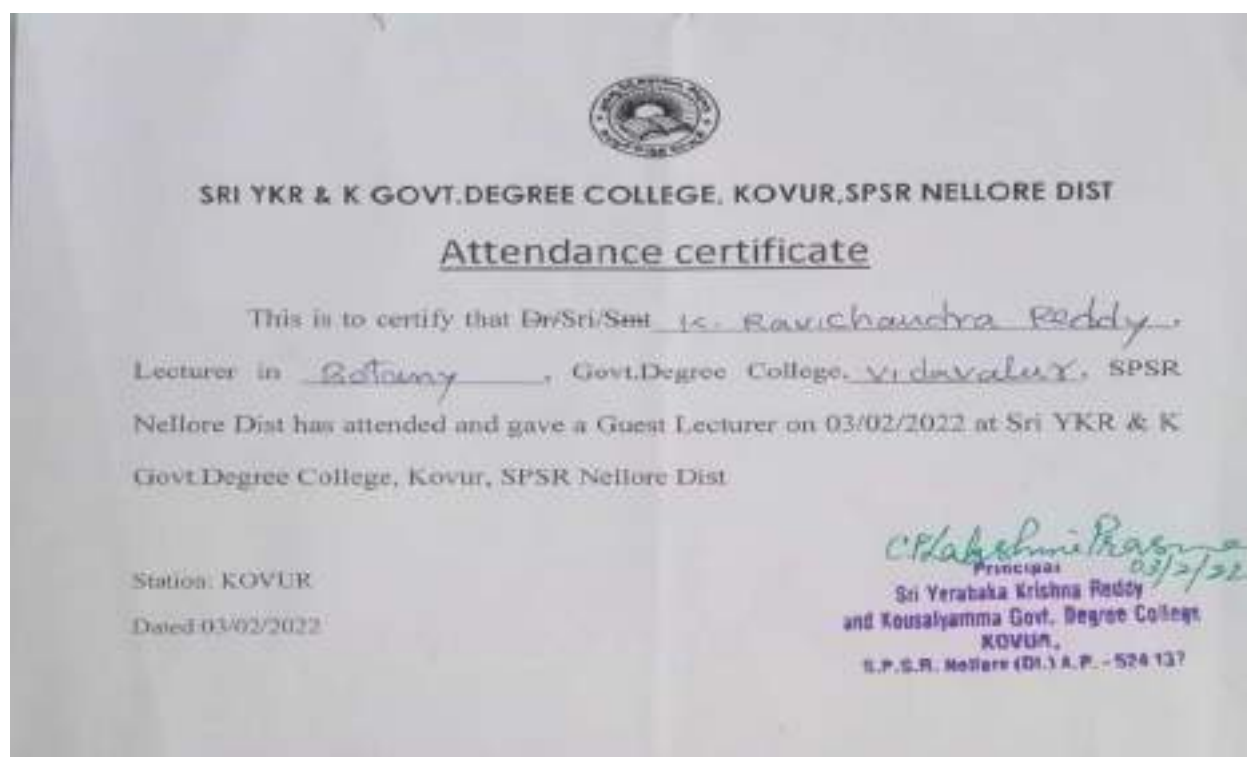 SRI YKR & K GOVT.DEGREE COLLEGE, KOVUR,SPSR NELLORE DIST
Attendance certificate
This is to certify that Dr/Sri/Smt K. Ravichandra Reddy,
Lecturer in Botany, Govt.Degree College, Vidavalur, SPSR
Nellore Dist has attended and gave a Guest Lecturer on 03/02/2022 at Sri YKR & K
Govt.Degree College, Kovur, SPSR Nellore Dist
C P Lakshmi Prasuna
03/2/22
Station: KOVUR
Dated:03/02/2022
Principal
Sri Yerabaka Krishna Reddy
and Kousalyamma Govt. Degree College
KOVUR,
S.P.S.R. Nellore (Dt.) A.P. - 524 137